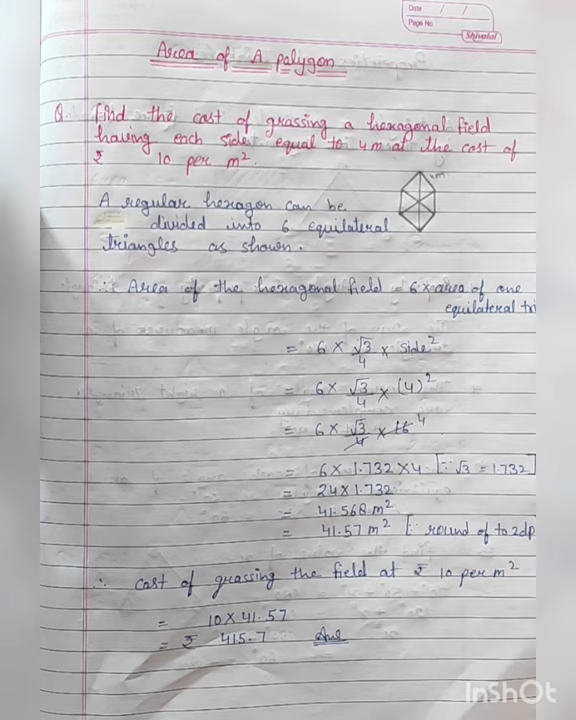 Date / /
Page No
Shivalal
Area of A polygon
Q. Find the cost of grassing a hexagonal field
having each side equal to 4m at the cost of
₹ 10 per m²
4m
A regular hexagon can be
divided into 6 equilateral
triangles as shown.
∴ Area of the hexagonal field = 6 × area of one
equilateral tri
= 6 × √3/4 × side²
= 6 × √3/4 × (4)²
= 6 × √3/4 × 16 4
= 6 × 1.732 × 4 [∵ √3 = 1.732]
= 24 × 1.732
= 41.568 m²
= 41.57 m² [∵ round of to 2dp
∴ cost of grassing the field at ₹ 10 per m²
= 10 × 41.57
= ₹ 415.7 Ans
InShOt